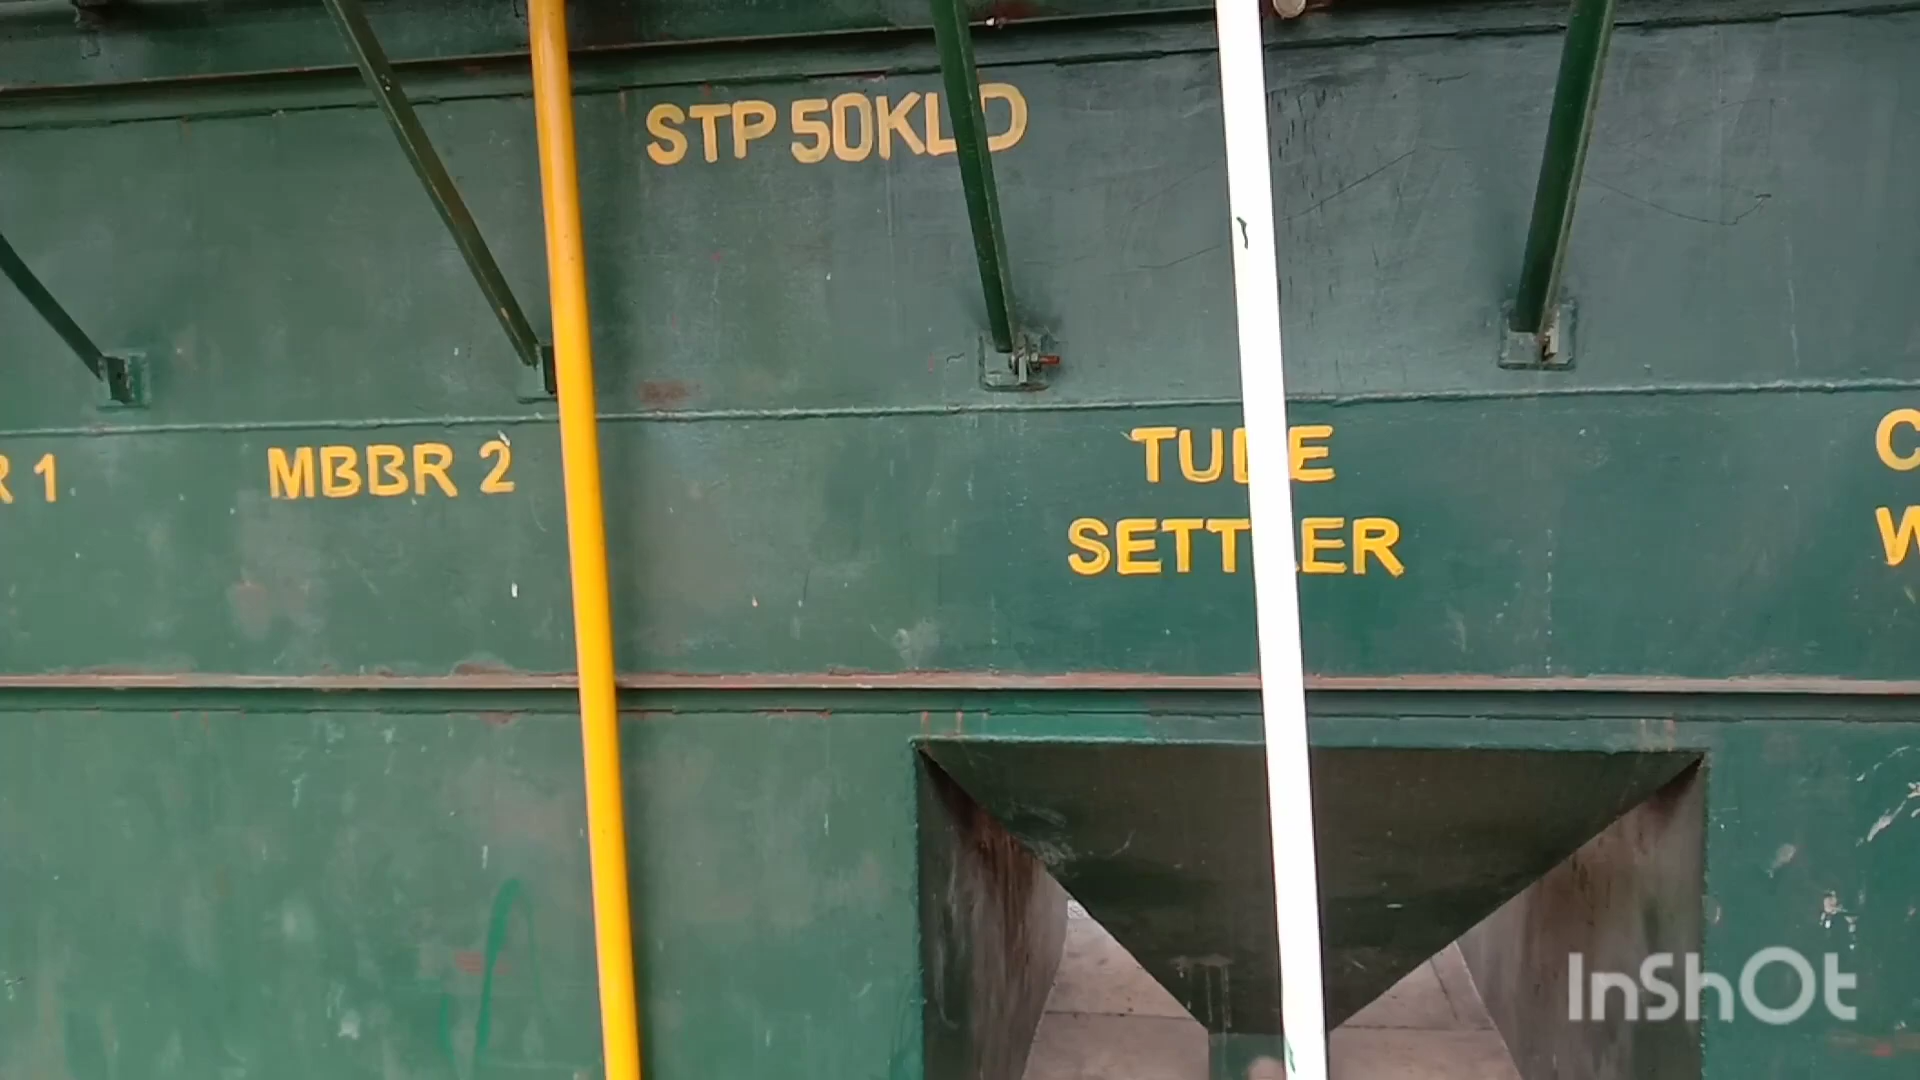 STP 50KLD
R 1
MBBR 2
TUBE
SETTLER
C
W
InShOt